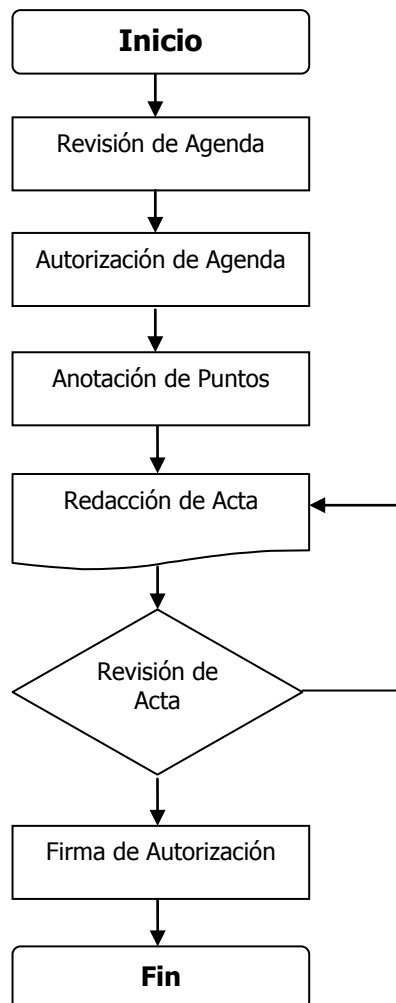 Inicio
Revisión de Agenda
Autorización de Agenda
Anotación de Puntos
Redacción de Acta
Revisión de
Acta
Firma de Autorización
Fin